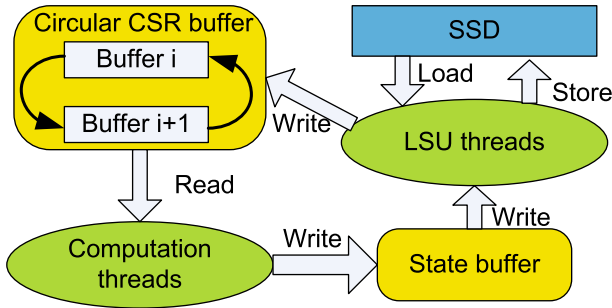 Circular CSR buffer
Buffer i
Buffer i+1
SSD
Load
Store
Write
LSU threads
Read
Write
Computation
threads
Write
State buffer